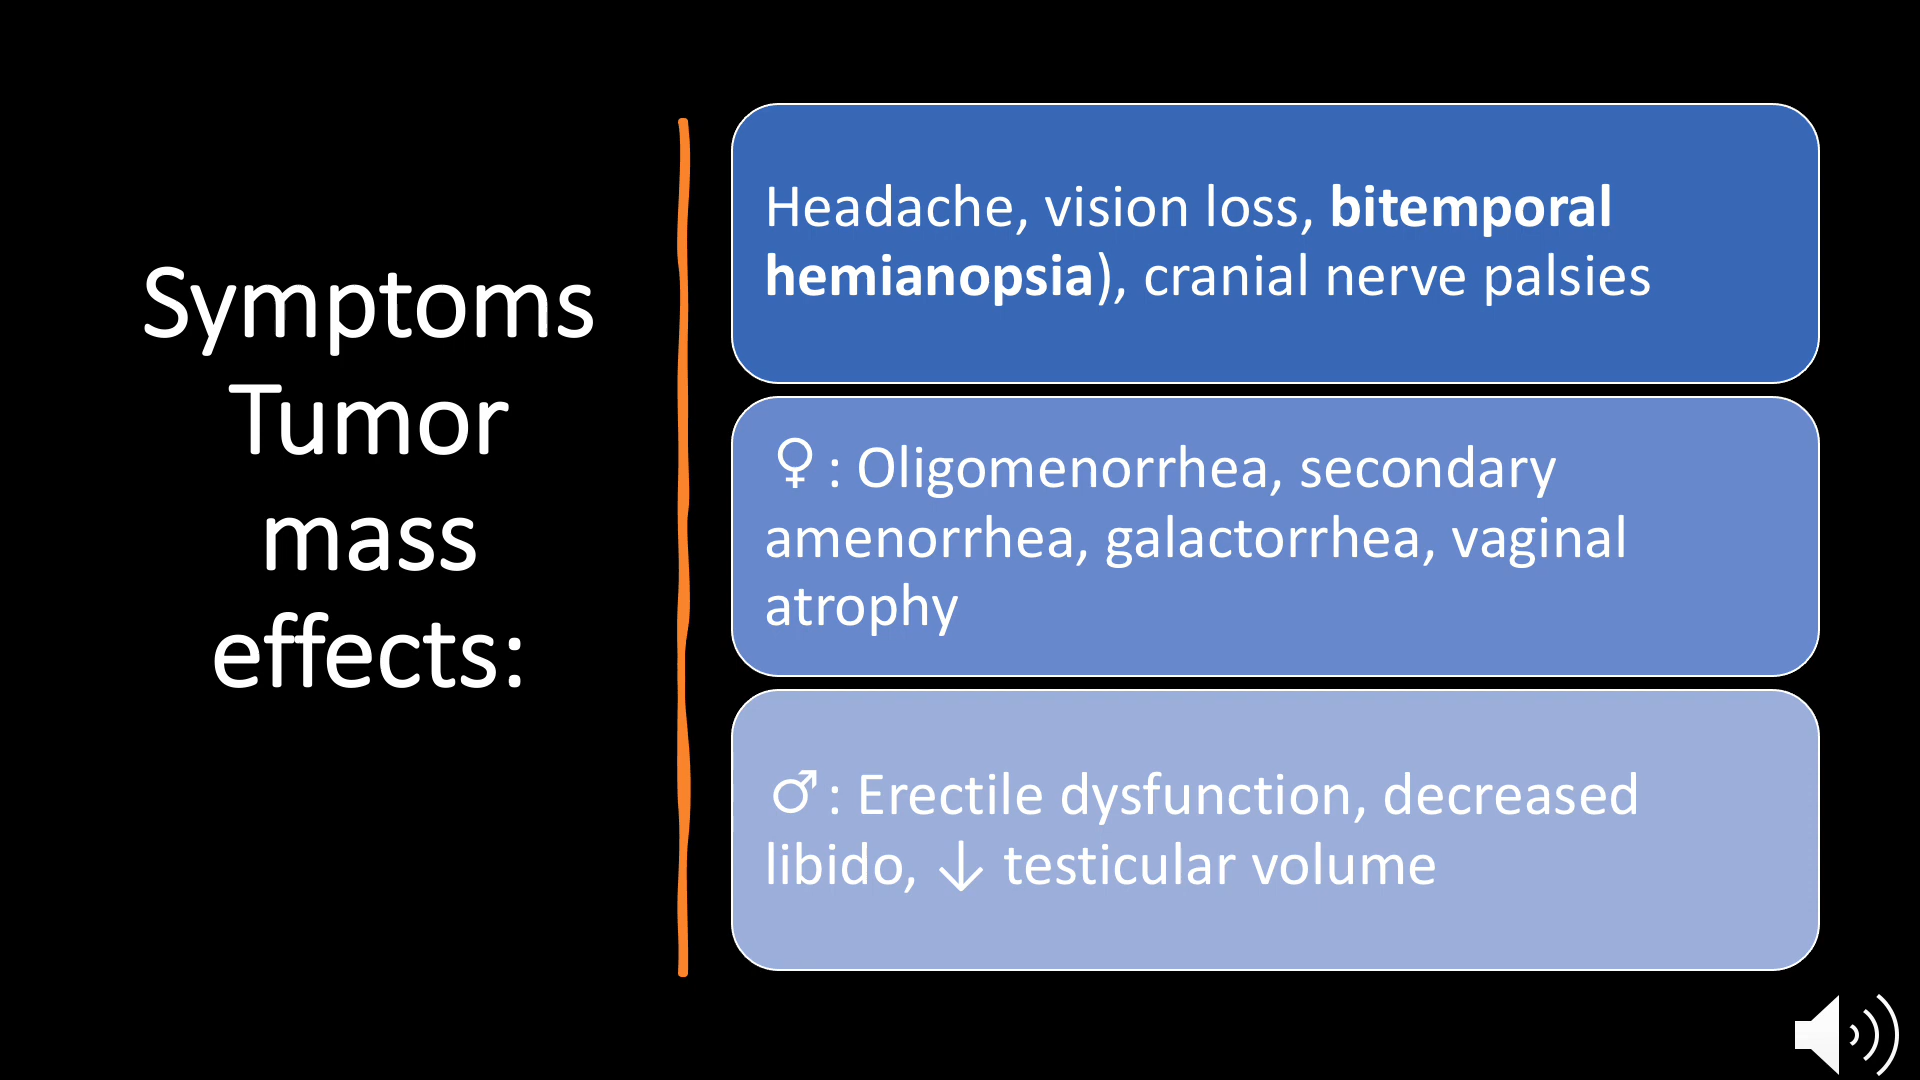 Symptoms
Tumor
mass
effects:
Headache, vision loss, bitemporal
hemianopsia), cranial nerve palsies
♀: Oligomenorrhea, secondary
amenorrhea, galactorrhea, vaginal
atrophy
♂: Erectile dysfunction, decreased
libido, ↓ testicular volume